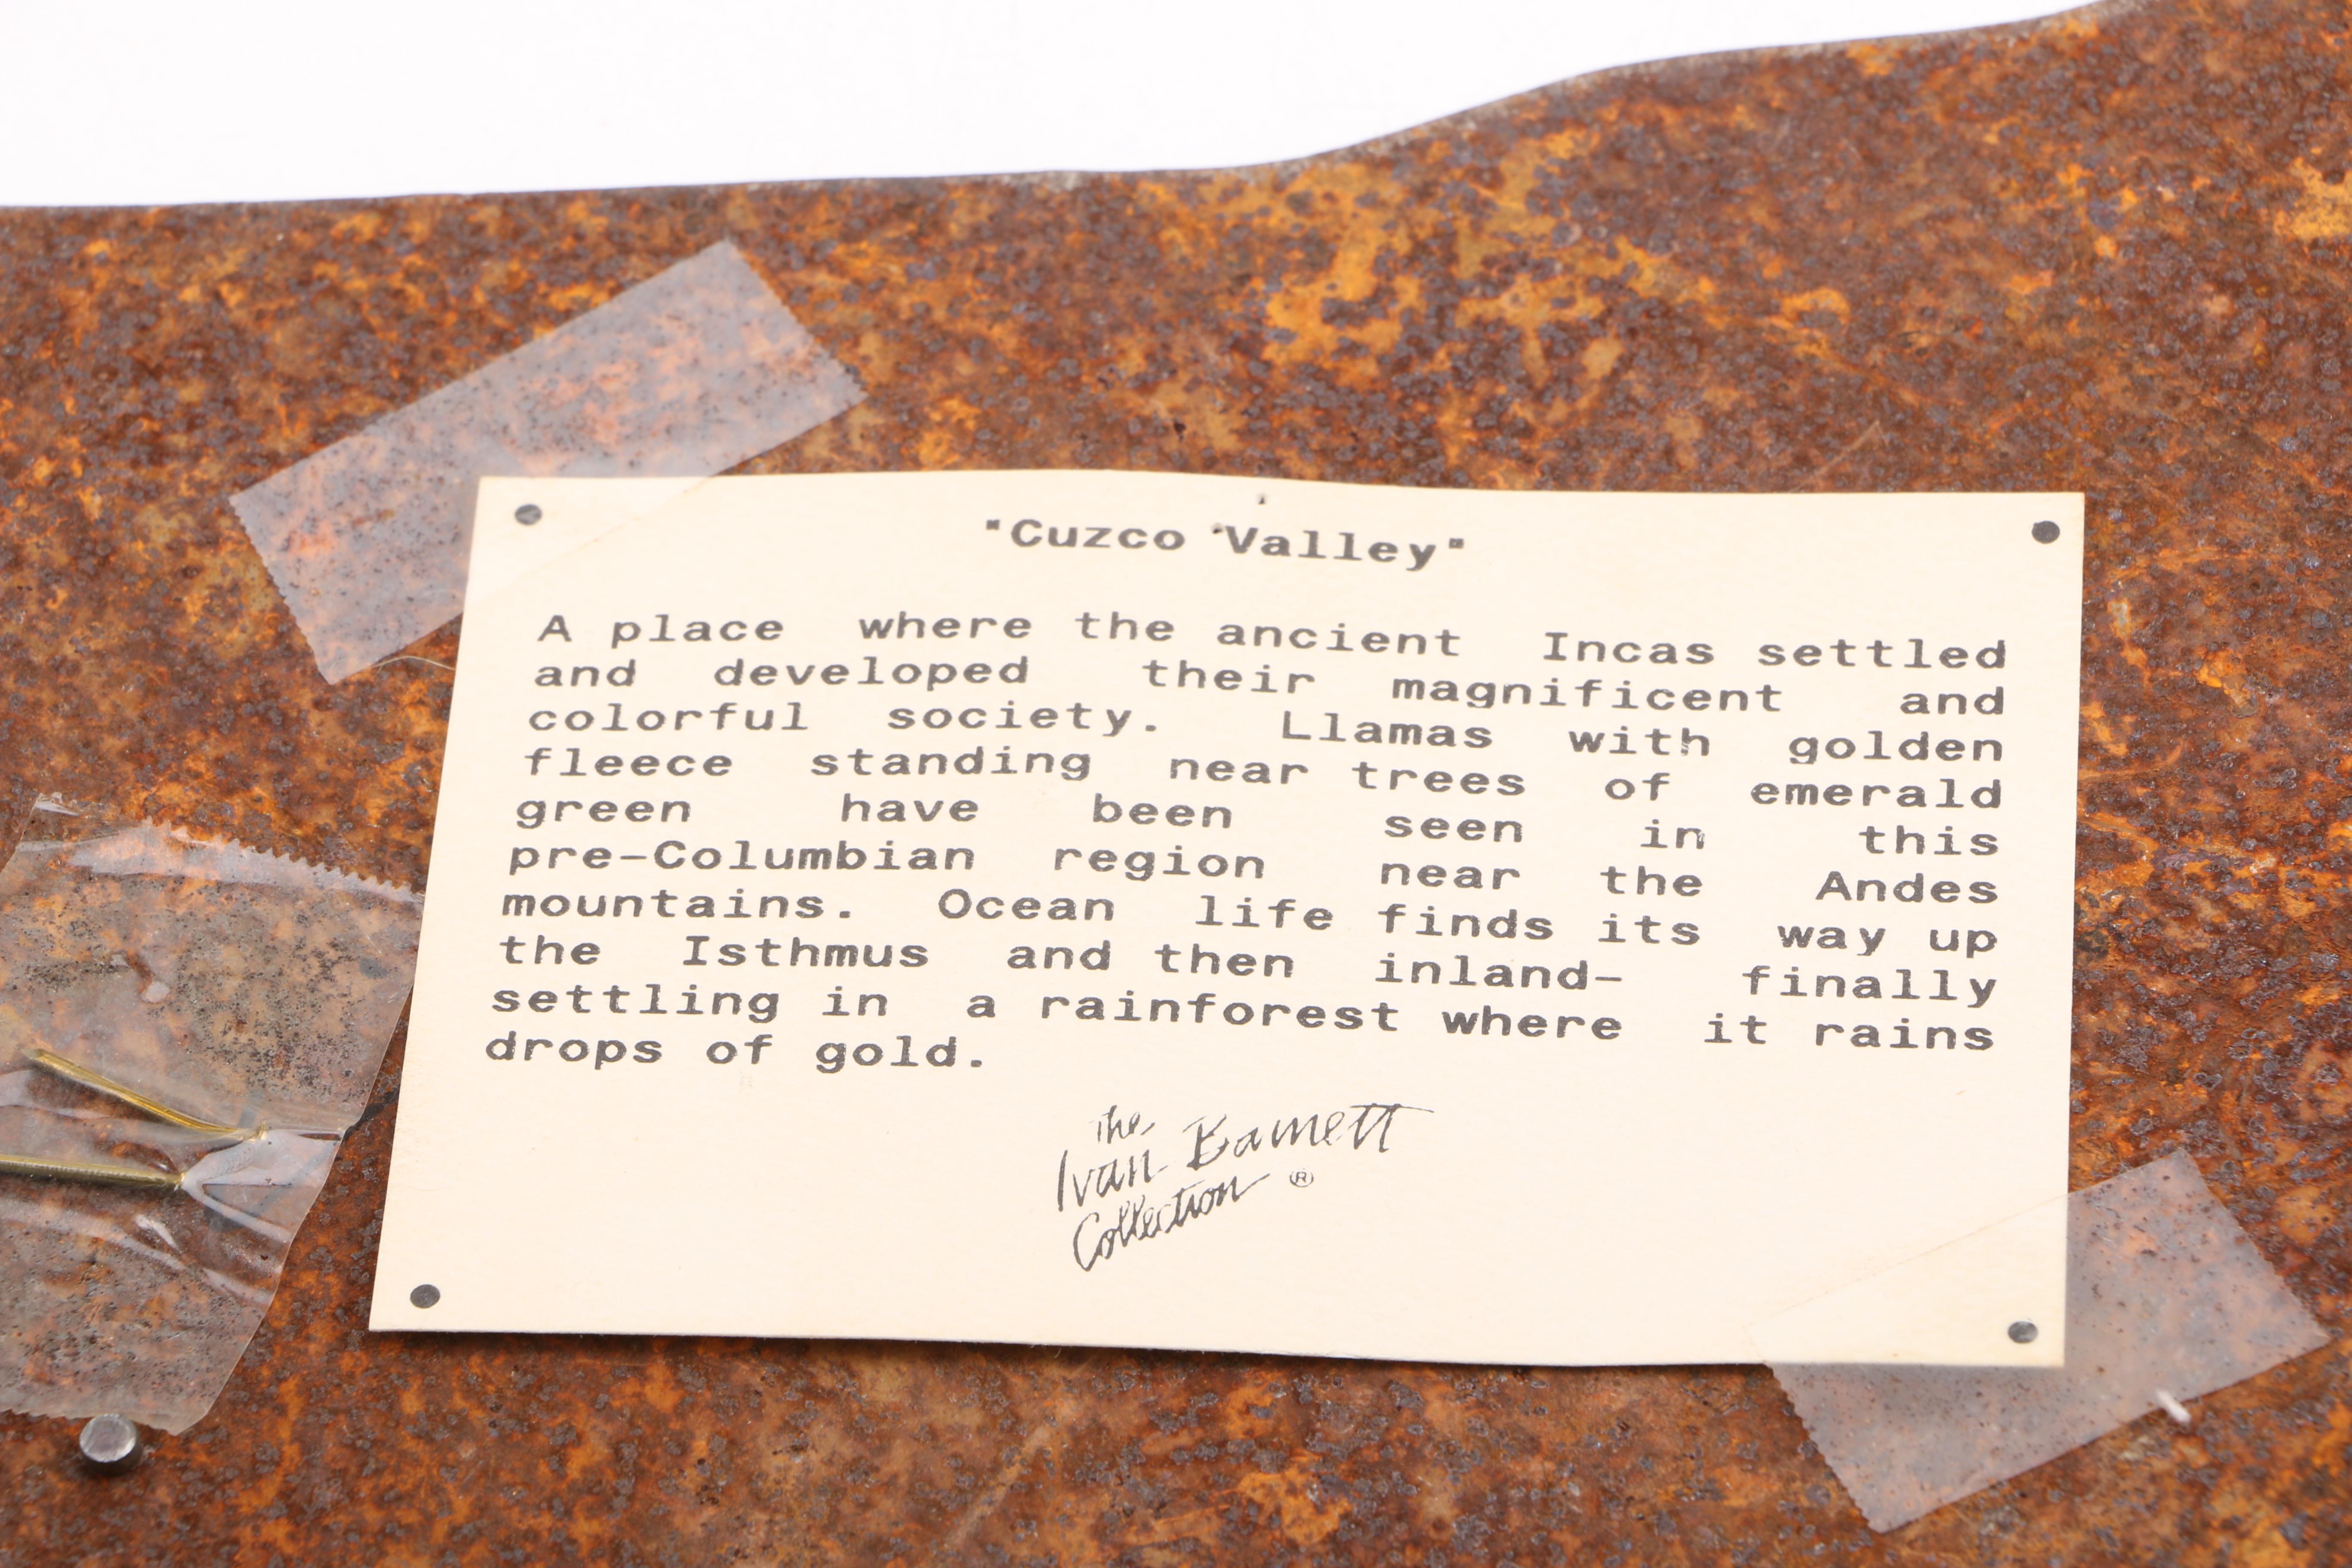 "Cuzco Valley"
A place where the ancient Incas settled
and developed their magnificent and
colorful society. Llamas with golden
fleece standing near trees of emerald
green have been seen in this
pre-Columbian region near the Andes
mountains. Ocean life finds its way up
the Isthmus and then inland- finally
settling in a rainforest where it rains
drops of gold.
The
Ivan Barnett
Collection ®